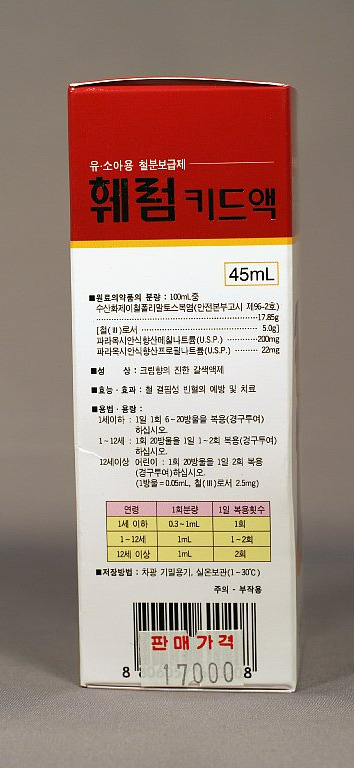 유·소아용 철분보급제
훼럼 키드액
45mL
■원료의약품의 분량 : 100mL중
수산화제이철폴리말토스목염(안전본부고시 제96-2호)
........................................17.85g
[철(Ⅲ)로서 ........................ 5.0g]
파라옥시안식향산메칠나트륨(U.S.P.) ........200mg
파라옥시안식향산프로필나트륨(U.S.P.) ...... 22mg
■성 상 : 크림향의 진한 갈색액제
■효능·효과 : 철 결핍성 빈혈의 예방 및 치료
■용법·용량 :
1세이하 : 1일 1회 6~20방울을 복용(경구투여)
하십시오.
1~12세 : 1회 20방울을 1일 1~2회 복용(경구투여)
하십시오.
12세이상 어린이 : 1회 20방울을 1일 2회 복용
(경구투여)하십시오.
(1방울=0.05mL, 철(Ⅲ)로서 2.5mg)
연령 1회분량 1일 복용횟수
1세 이하 0.3~1mL 1회
1~12세 1mL 1~2회
12세 이상 1mL 2회
■저장방법 : 차광 기밀용기, 실온보관(1~30℃)
주의-부작용
판매가격
17000
8 8